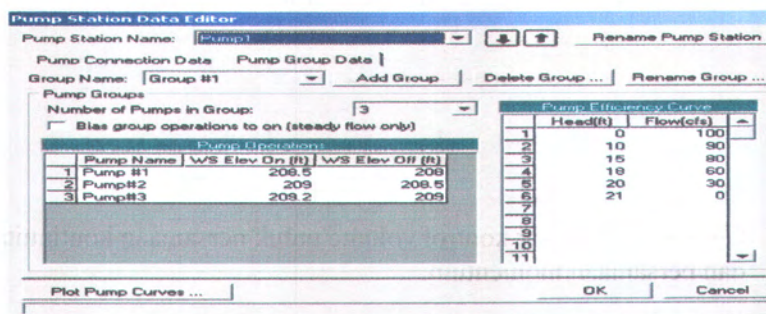 Pump Station Data Editor
Pump Station Name: Pump1 Rename Pump Station
Pump Connection Data Pump Group Data
Group Name: Group #1 Add Group Delete Group ... Rename Group ...
Pump Groups
Number of Pumps in Group: 3
Bias group operations to on (steady flow only)
Pump Operations
Pump Name W/S Elev On (ft) W/S Elev Off (ft)
1 Pump #1 208.5 208
2 Pump#2 209 208.5
3 Pump#3 209.2 209
Pump Efficiency Curve
Head(ft) Flow(cfs)
1 0 100
2 10 90
3 15 80
4 18 60
5 20 30
6 21 0
7
8
9
10
11
Plot Pump Curves ... OK Cancel